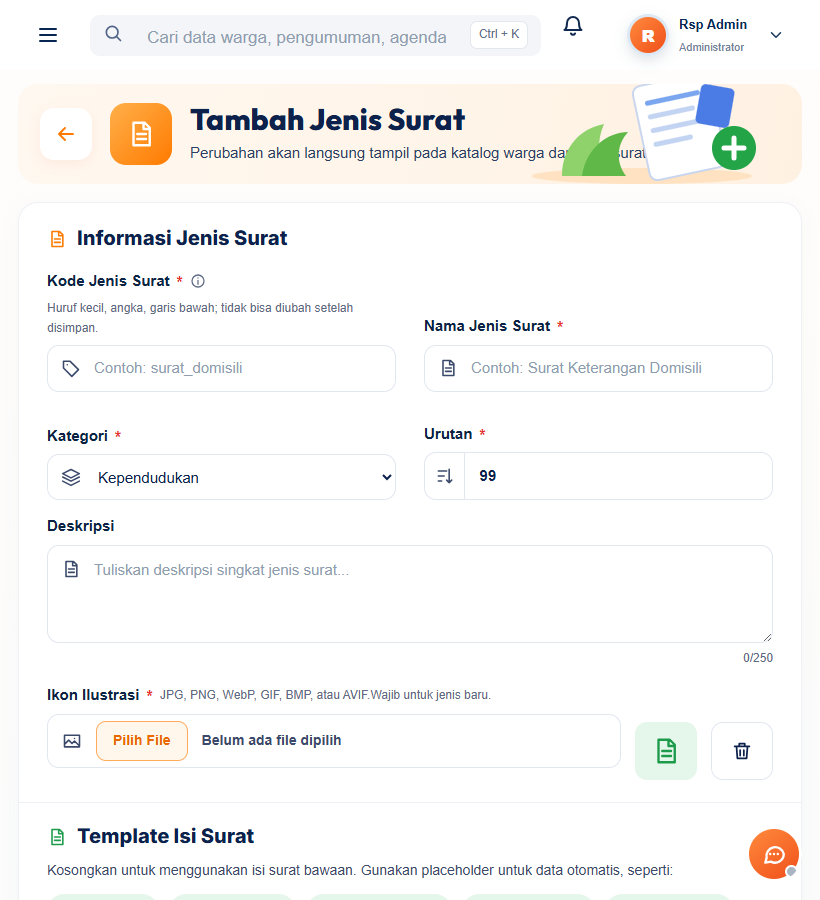 Cari data warga, pengumuman, agenda
Ctrl + K
R
Rsp Admin
Administrator
Tambah Jenis Surat
Perubahan akan langsung tampil pada katalog warga surat
Informasi Jenis Surat
Kode Jenis Surat *
Huruf kecil, angka, garis bawah; tidak bisa diubah setelah
disimpan.
Contoh: surat_domisili
Nama Jenis Surat *
Contoh: Surat Keterangan Domisili
Kategori *
Kependudukan
Urutan *
99
Deskripsi
Tuliskan deskripsi singkat jenis surat...
0/250
Ikon Ilustrasi * JPG, PNG, WebP, GIF, BMP, atau AVIF.Wajib untuk jenis baru.
Pilih File
Belum ada file dipilih
Template Isi Surat
Kosongkan untuk menggunakan isi surat bawaan. Gunakan placeholder untuk data otomatis, seperti: